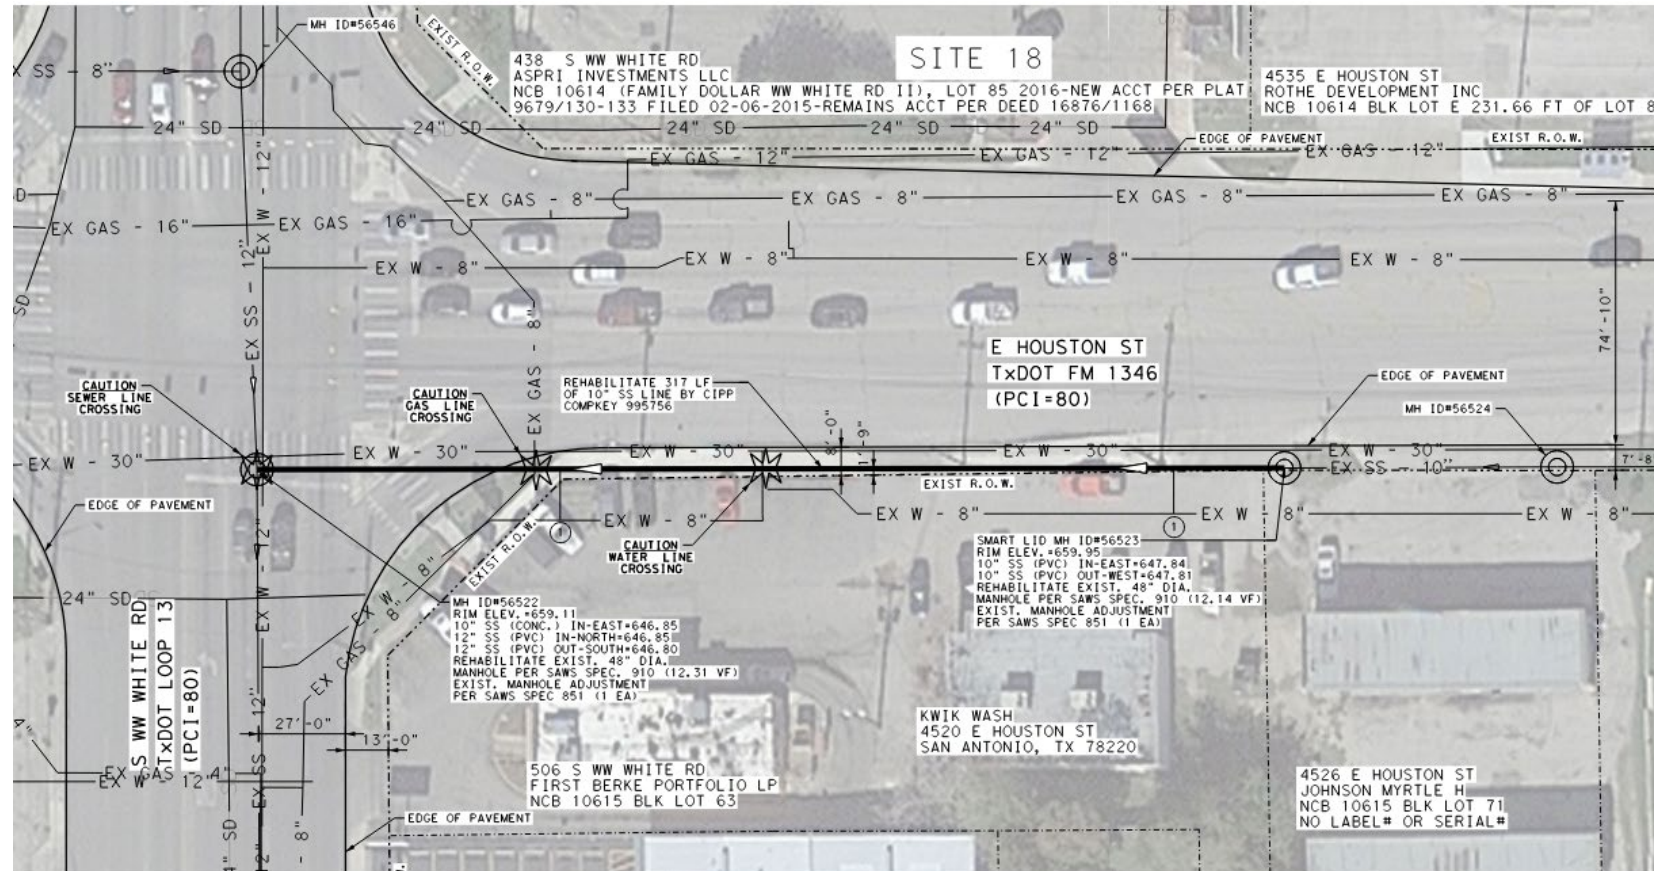 MH ID#56546
EXIST R.O.W.
SITE 18
438 S WW WHITE RD
ASPRI INVESTMENTS LLC
NCB 10614 (FAMILY DOLLAR WW WHITE RD II), LOT 85 2016-NEW ACCT PER PLAT
9679/130-133 FILED 02-06-2015-REMAINS ACCT PER DEED 16876/1168
4535 E HOUSTON ST
ROTHE DEVELOPMENT INC
NCB 10614 BLK LOT E 231.66 FT OF LOT 8
SS - 8"
24" SD
24" SD
24" SD
24" SD
24" SD
EDGE OF PAVEMENT
EXIST R.O.W.
EX GAS - 12"
EX GAS - 12"
EX GAS - 12"
EX W - 12"
EX GAS - 8"
EX GAS - 8"
EX GAS - 8"
EX GAS - 8"
EX GAS - 16"
EX GAS - 16"
SD
EX SS - 12"
EX W - 8"
EX W - 8"
EX W - 8"
EX W - 8"
74'-10"
EX GAS - 8"
E HOUSTON ST
TxDOT FM 1346
(PCI=80)
CAUTION
SEWER LINE
CROSSING
CAUTION
GAS LINE
CROSSING
REHABILITATE 317 LF
OF 10" SS LINE BY CIPP
COMPKEY 995756
EDGE OF PAVEMENT
MH ID#56524
8'-0"
1'-9"
EX W - 30"
EX W - 30"
EX W - 30"
EX W - 30"
EX W - 30"
EX SS - 10"
7'-8
EXIST R.O.W.
EDGE OF PAVEMENT
EX W - 12"
EX W - 8"
EX W - 8"
EX W - 8"
EX W - 8"
1
1
EXIST R.O.W.
CAUTION
WATER LINE
CROSSING
SMART LID MH ID#56523
RIM ELEV.=659.95
10" SS (PVC) IN-EAST=647.84
10" SS (PVC) OUT-WEST=647.81
REHABILITATE EXIST. 48" DIA.
MANHOLE PER SAWS SPEC. 910 (12.14 VF)
EXIST. MANHOLE ADJUSTMENT
PER SAWS SPEC 851 (1 EA)
24" SD
EX W - 8"
EX GAS - 8"
MH ID#56522
RIM ELEV.=659.11
10" SS (CONC.) IN-EAST=646.85
12" SS (PVC) IN-NORTH=646.85
12" SS (PVC) OUT-SOUTH=646.80
REHABILITATE EXIST. 48" DIA.
MANHOLE PER SAWS SPEC. 910 (12.31 VF)
EXIST. MANHOLE ADJUSTMENT
PER SAWS SPEC 851 (1 EA)
S WW WHITE RD
TxDOT LOOP 13
(PCI=80)
27'-0"
13'-0"
KWIK WASH
4520 E HOUSTON ST
SAN ANTONIO, TX 78220
4"
EX GAS - 4"
EX W - 12"
EX SS - 12"
506 S WW WHITE RD
FIRST BERKE PORTFOLIO LP
NCB 10615 BLK LOT 63
4526 E HOUSTON ST
JOHNSON MYRTLE H
NCB 10615 BLK LOT 71
NO LABEL# OR SERIAL#
EDGE OF PAVEMENT
4" SD
2"
- 8"